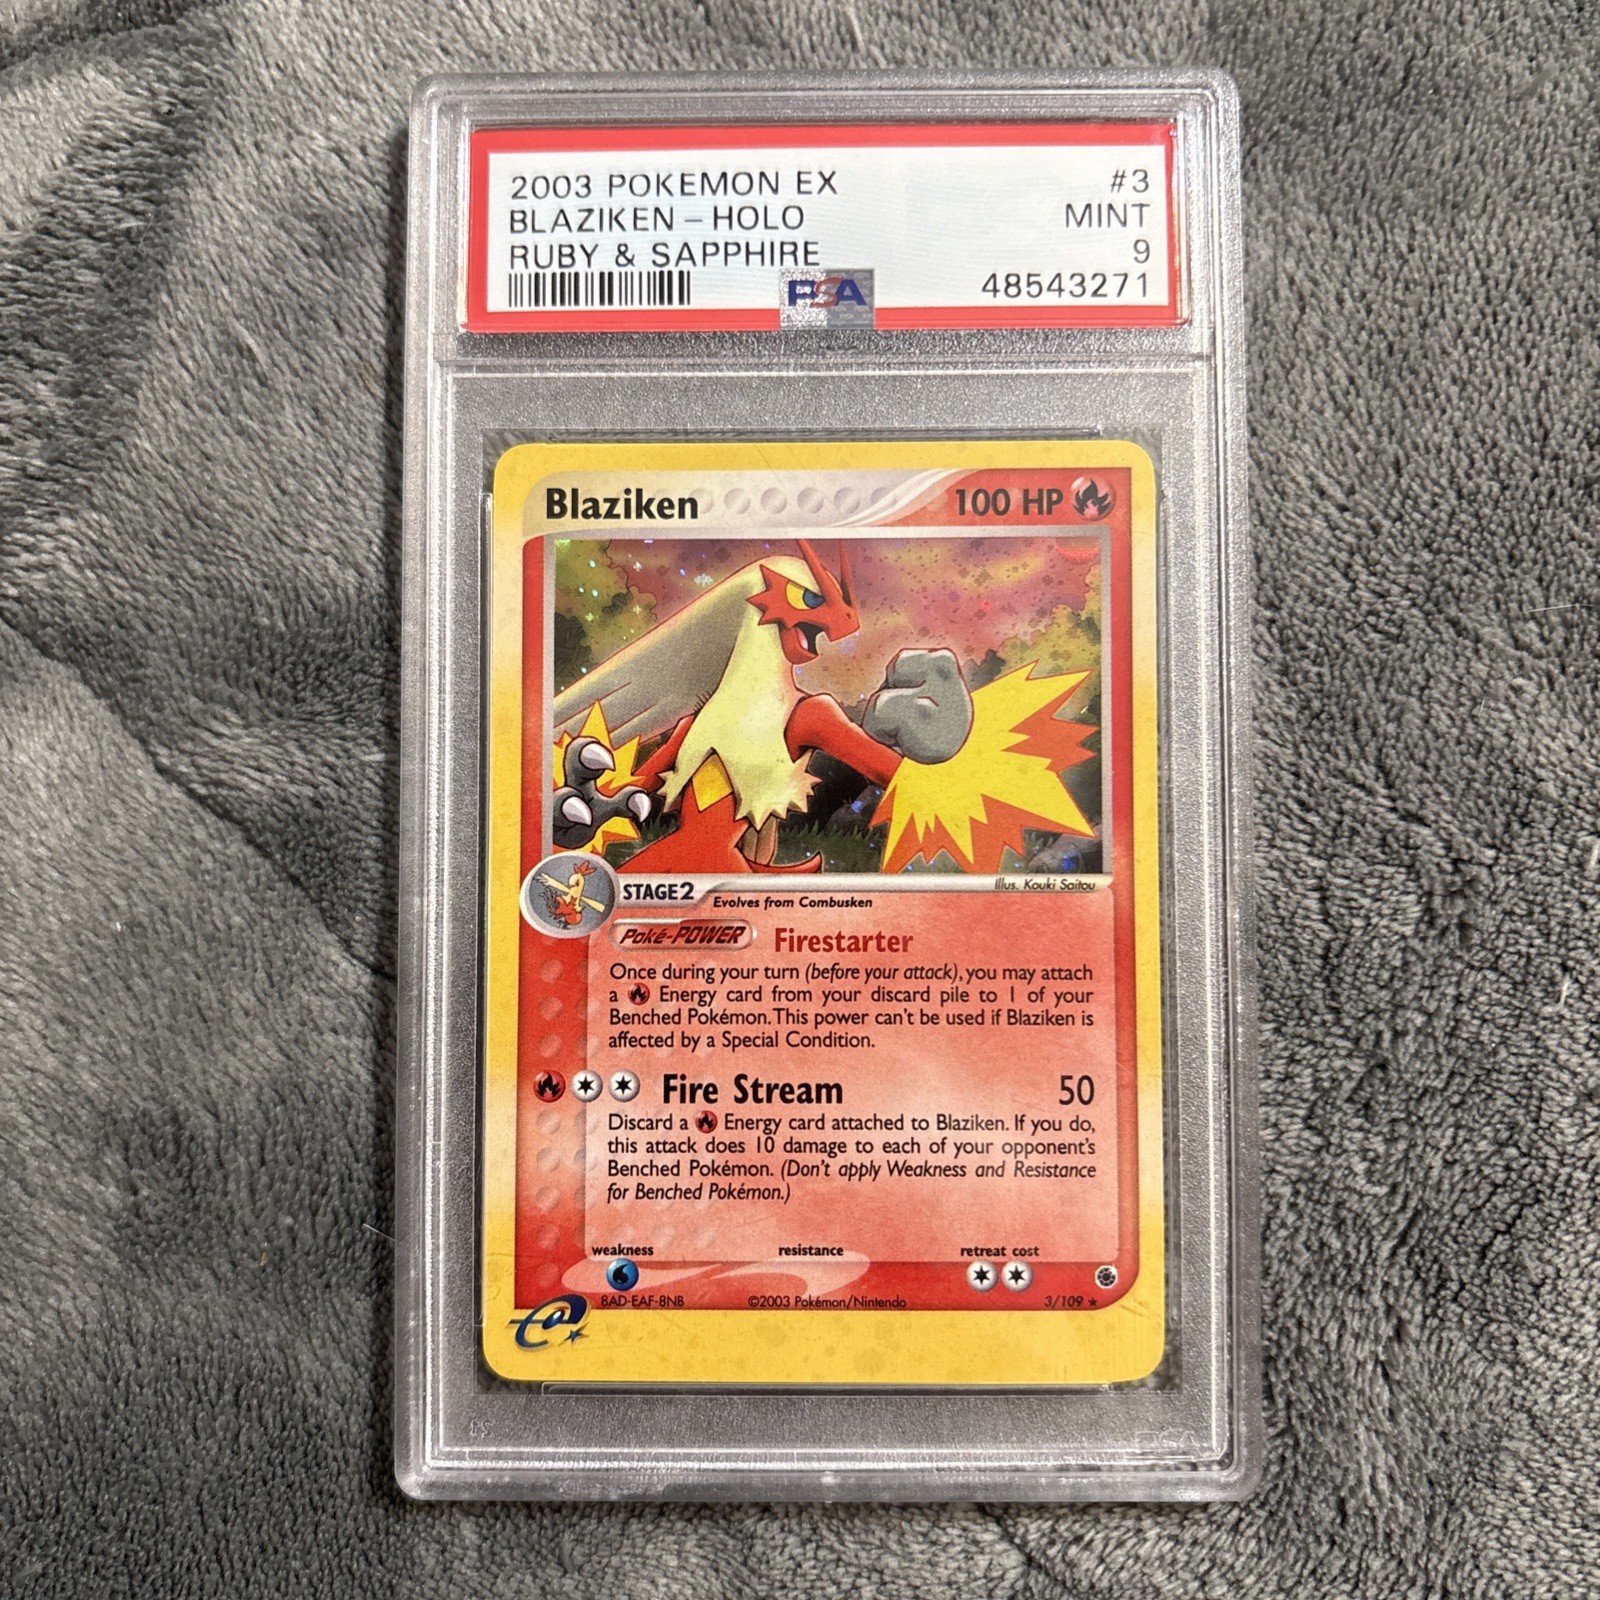 2003 POKEMON EX #3
BLAZIKEN - HOLO MINT
RUBY & SAPPHIRE 9
PSA 48543271
Blaziken 100 HP
Illus. Kouki Saitou
STAGE 2
Evolves from Combusken
Poké-POWER Firestarter
Once during your turn (before your attack), you may attach
a Energy card from your discard pile to 1 of your
Benched Pokémon. This power can't be used if Blaziken is
affected by a Special Condition.
Fire Stream 50
Discard a Energy card attached to Blaziken. If you do,
this attack does 10 damage to each of your opponent's
Benched Pokémon. (Don't apply Weakness and Resistance
for Benched Pokémon.)
weakness resistance retreat cost
8AD-EAF-8NB ©2003 Pokémon/Nintendo 3/109 ★
e